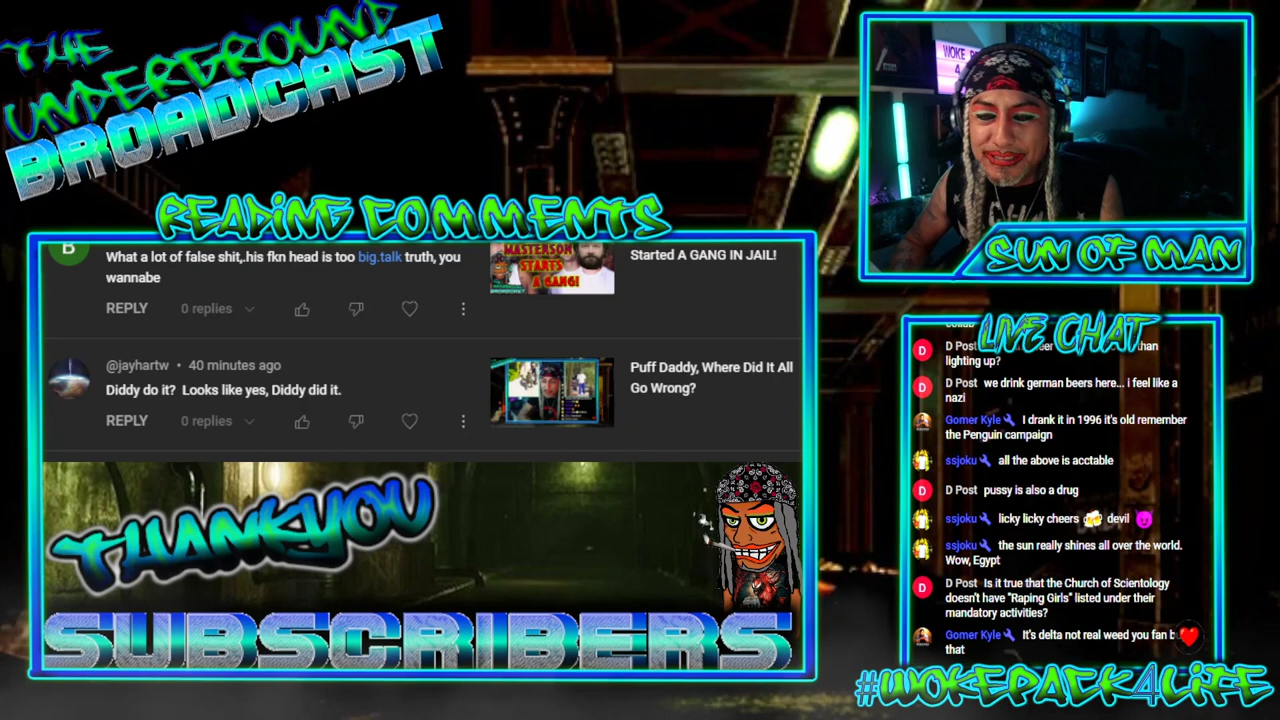 THE
UNDERGROUND
BROADCAST
READING COMMENTS
B
What a lot of false shit,.his fkn head is too big.talk truth, you
wannabe
REPLY 0 replies
MASTERSON
STARTS
A GANG!
Started A GANG IN JAIL!
@jayhartw • 40 minutes ago
Diddy do it? Looks like yes, Diddy did it.
REPLY 0 replies
Puff Daddy, Where Did It All
Go Wrong?
THANKYOU
SUBSCRIBERS
WOKE
4
SUN OF MAN
LIVE CHAT
D Post than
lighting up?
D Post we drink german beers here... i feel like a
nazi
Gomer Kyle I drank it in 1996 it's old remember
the Penguin campaign
ssjoku all the above is acctable
D Post pussy is also a drug
ssjoku licky licky cheers 🍻 devil 😈
ssjoku the sun really shines all over the world.
Wow, Egypt
D Post Is it true that the Church of Scientology
doesn't have "Raping Girls" listed under their
mandatory activities?
Gomer Kyle It's delta not real weed you fan
that
#WOKEPACK4LIFE